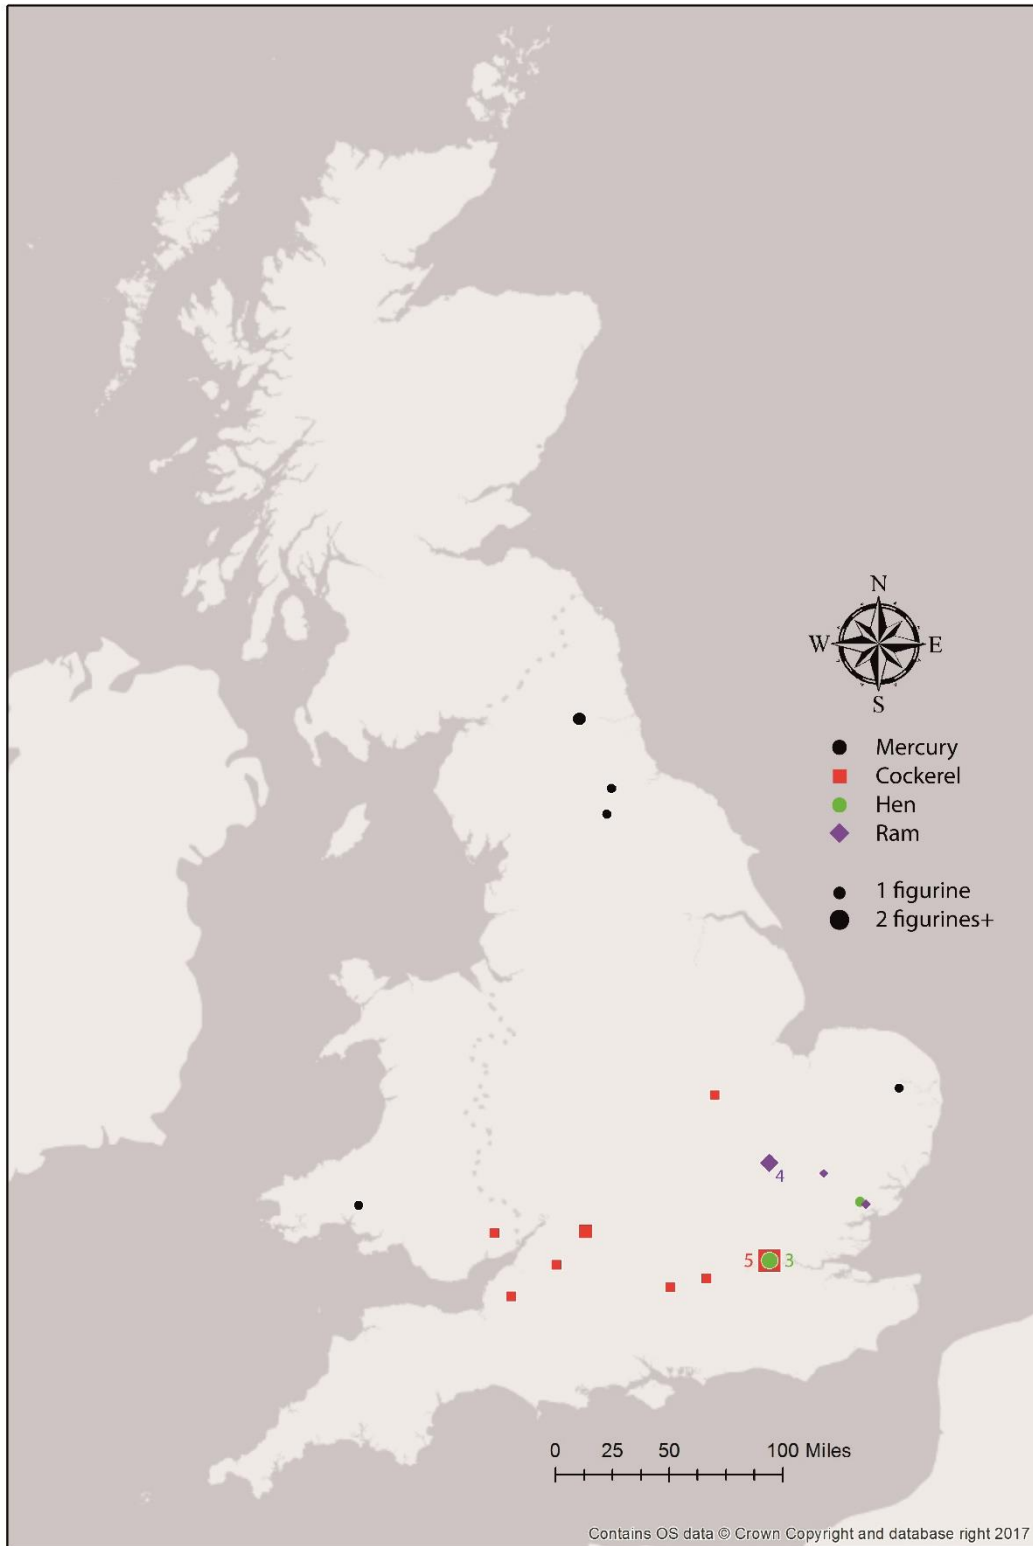 N
W E
S
Mercury
Cockerel
Hen
Ram
1 figurine
2 figurines+
4
5 3
0 25 50 100 Miles
Contains OS data © Crown Copyright and database right 2017